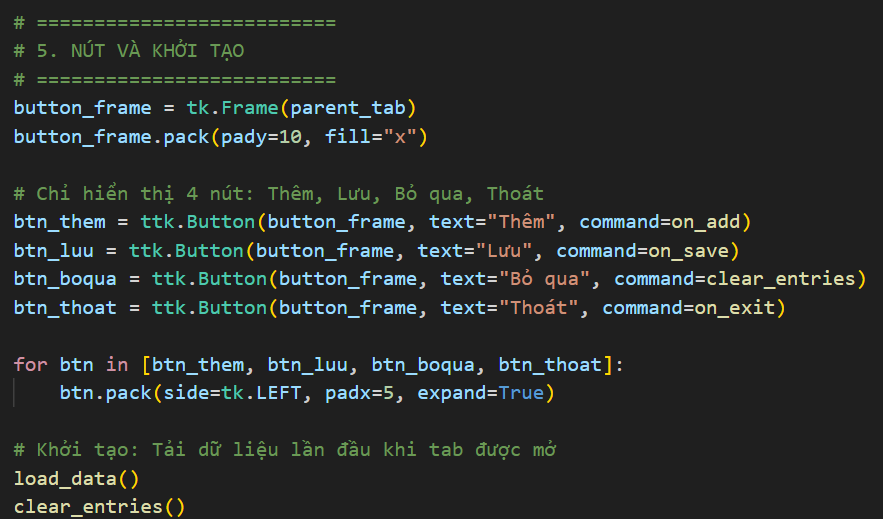 # ==========================
# 5. NÚT VÀ KHỞI TẠO
# ==========================
button_frame = tk.Frame(parent_tab)
button_frame.pack(pady=10, fill="x")

# Chỉ hiển thị 4 nút: Thêm, Lưu, Bỏ qua, Thoát
btn_them = ttk.Button(button_frame, text="Thêm", command=on_add)
btn_luu = ttk.Button(button_frame, text="Lưu", command=on_save)
btn_boqua = ttk.Button(button_frame, text="Bỏ qua", command=clear_entries)
btn_thoat = ttk.Button(button_frame, text="Thoát", command=on_exit)

for btn in [btn_them, btn_luu, btn_boqua, btn_thoat]:
    btn.pack(side=tk.LEFT, padx=5, expand=True)

# Khởi tạo: Tải dữ liệu lần đầu khi tab được mở
load_data()
clear_entries()